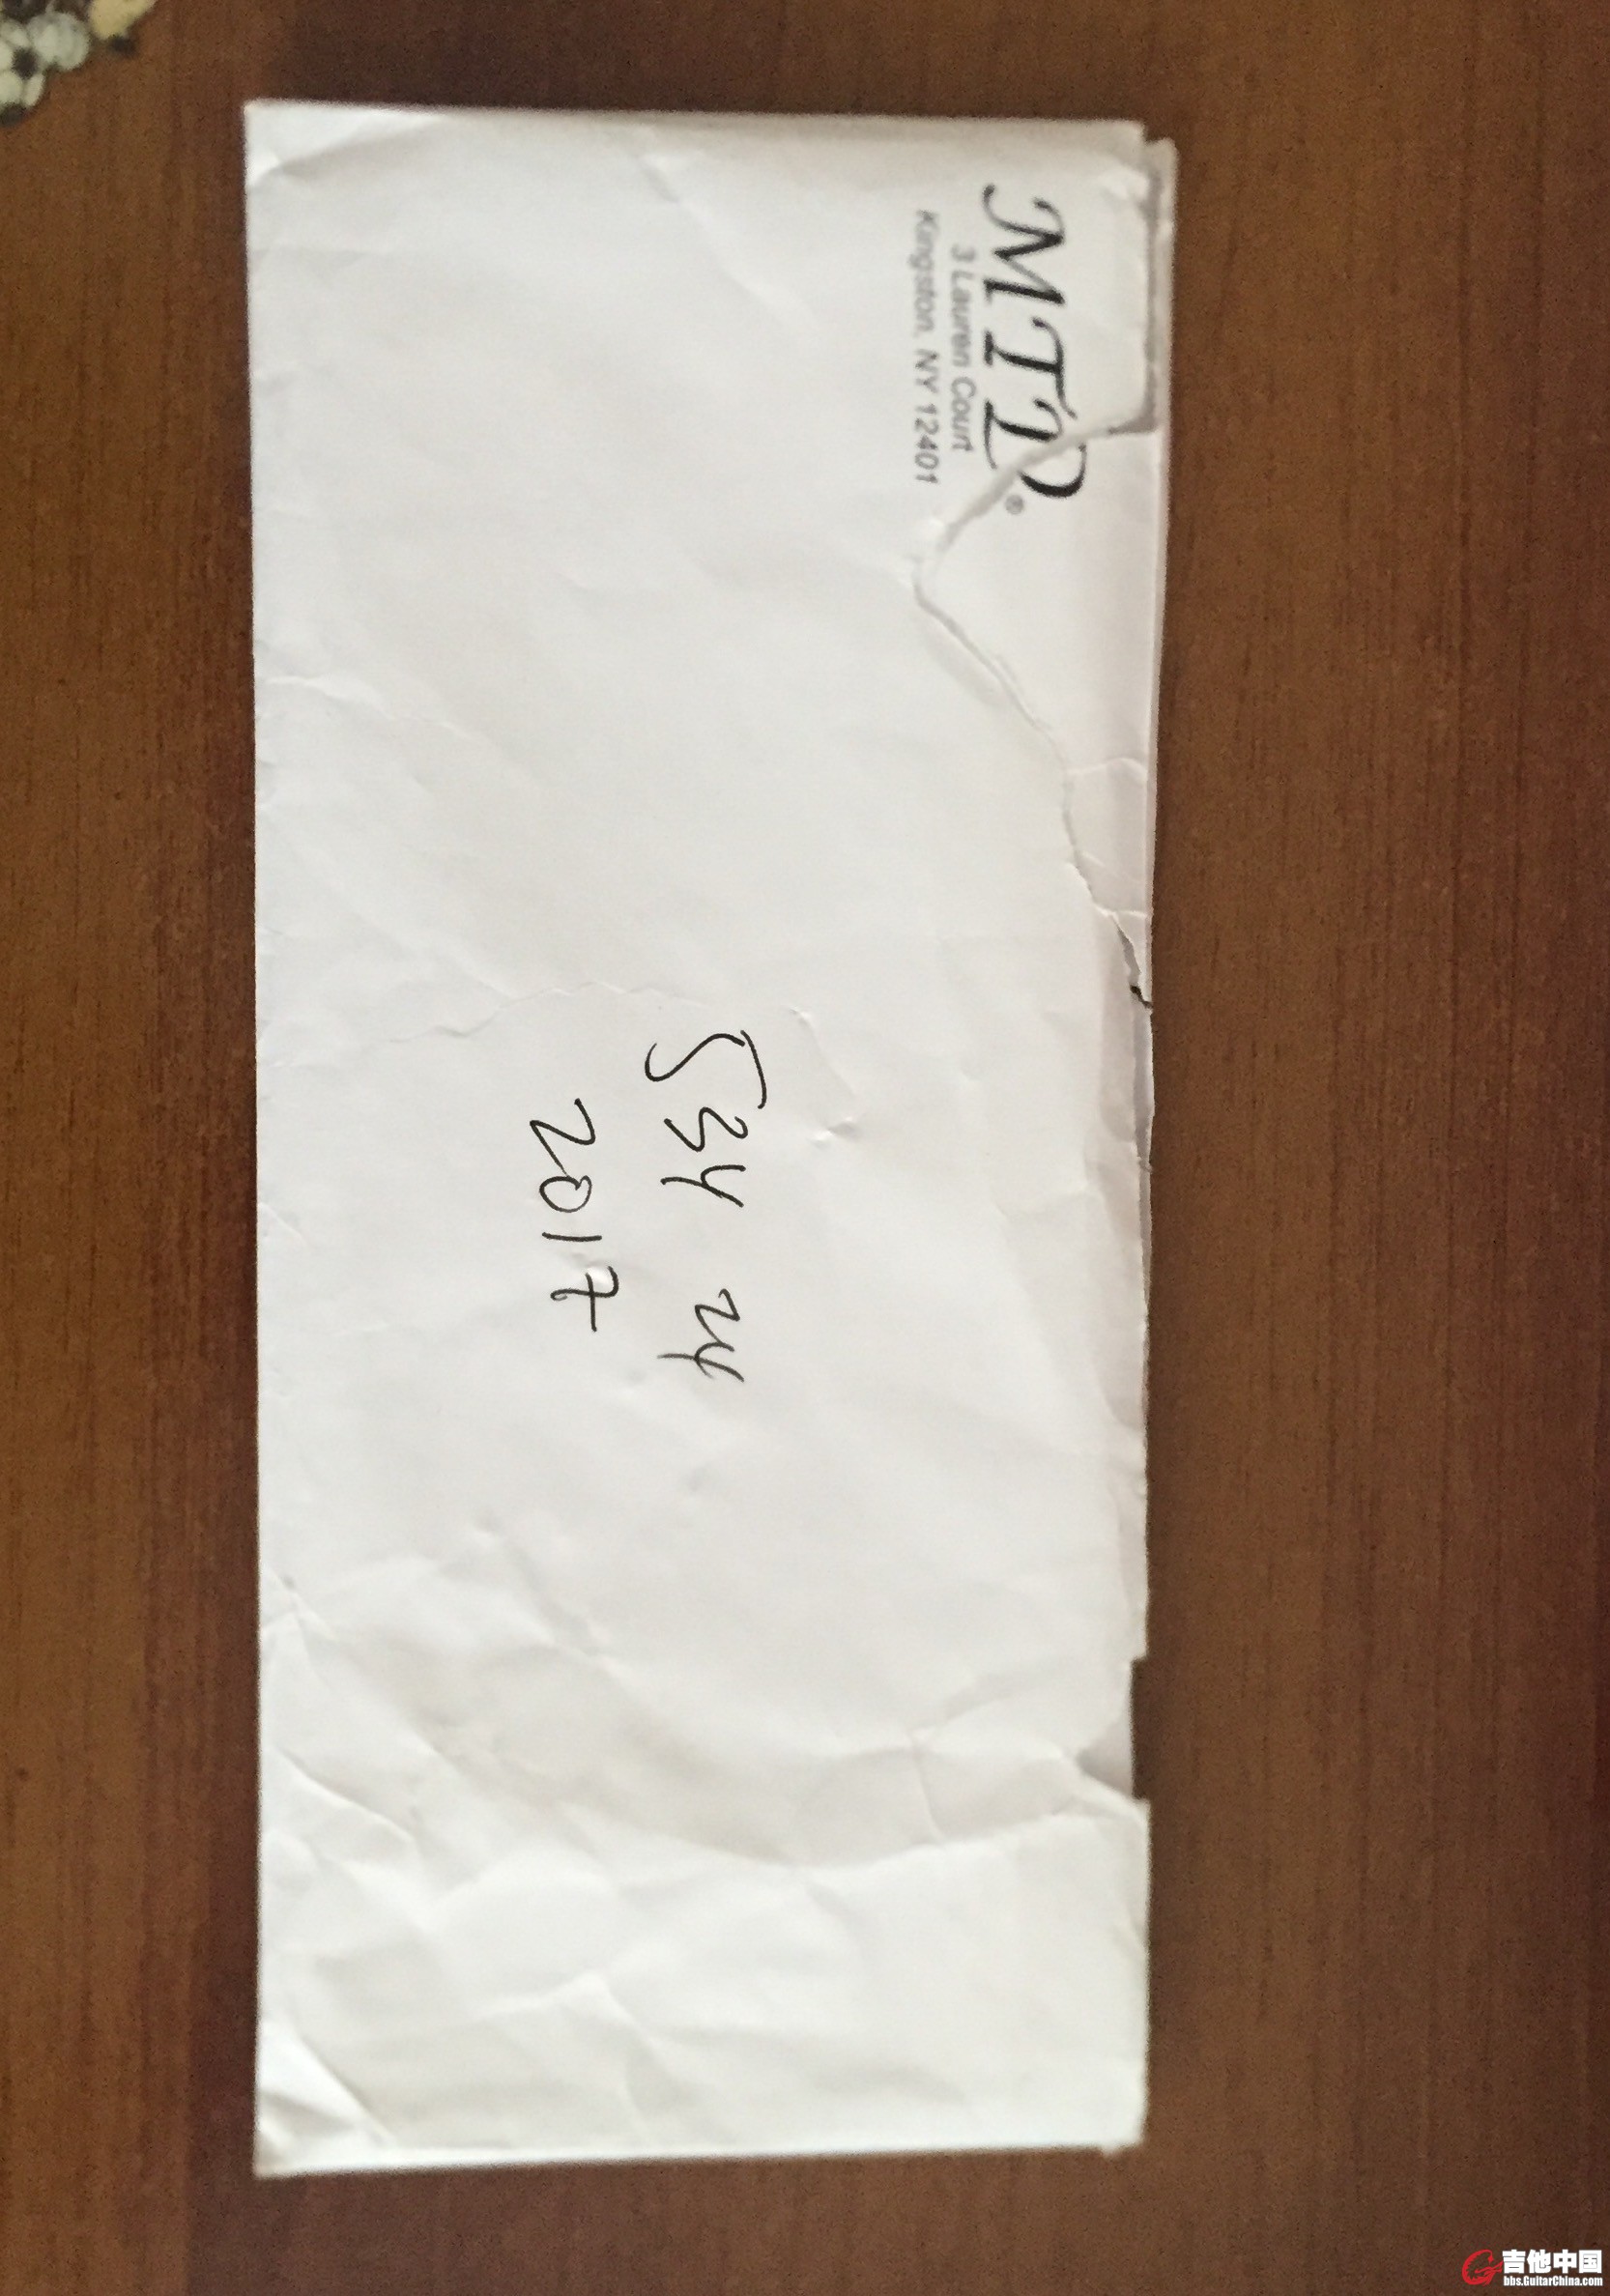 MTD®
3 Lauren Court
Kingston, NY 12401
534 24
2017
吉他中国
bbs.GuitarChina.com